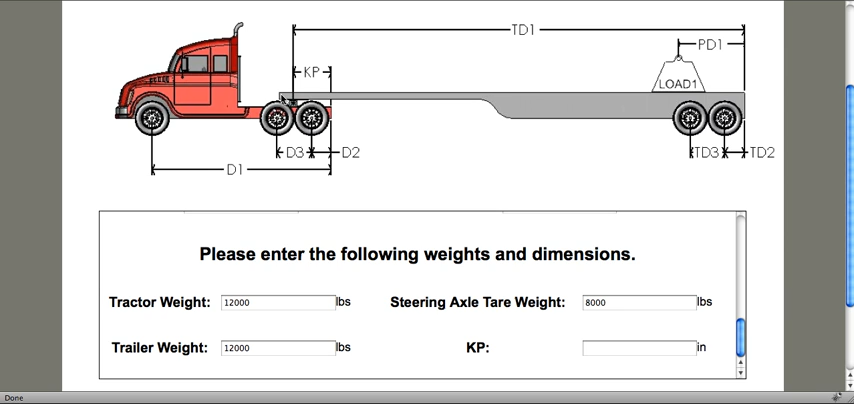 TD1
PD1
KP
LOAD1
D3
D2
TD3
TD2
D1
Please enter the following weights and dimensions.
Tractor Weight: 12000 lbs Steering Axle Tare Weight: 8000 lbs
Trailer Weight: 12000 lbs KP: in
Done